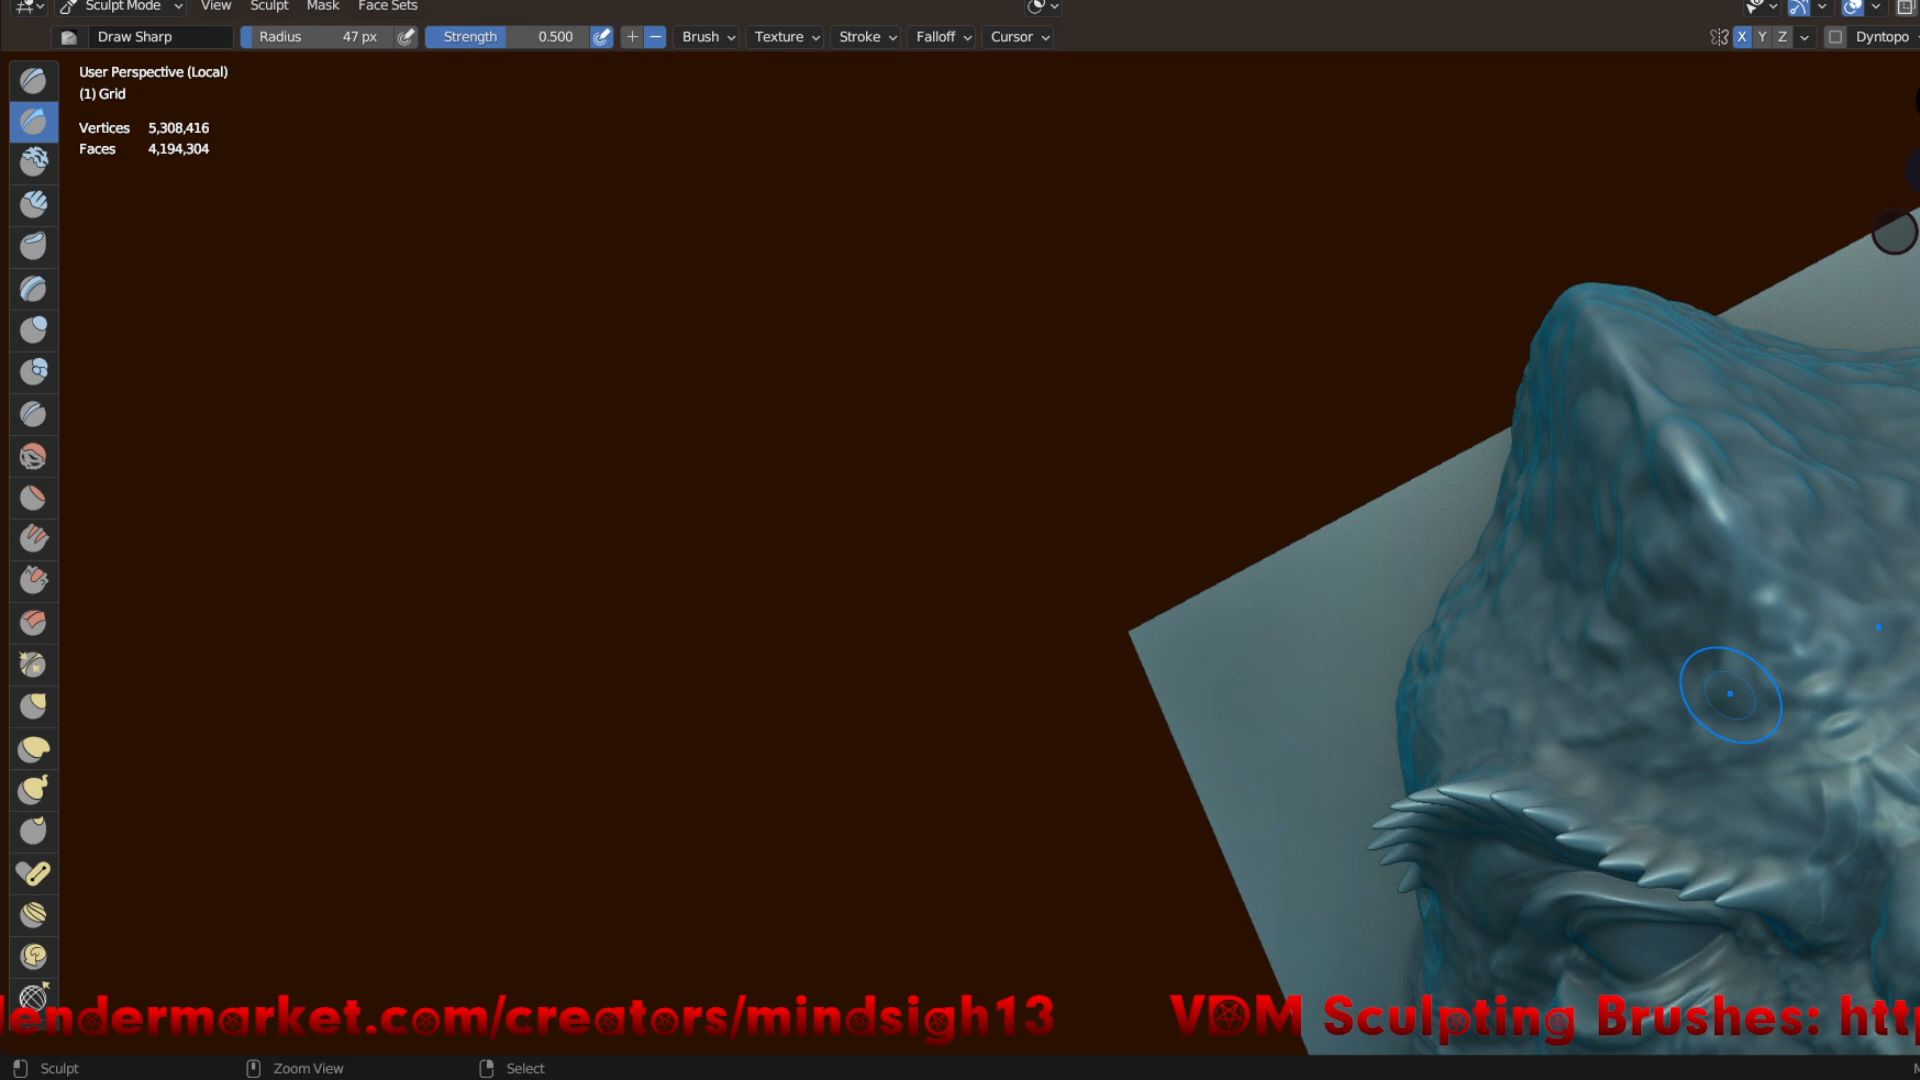 Sculpt Mode View Sculpt Mask Face Sets
Draw Sharp Radius 47 px Strength 0.500 Brush Texture Stroke Falloff Cursor X Y Z Dyntopo
User Perspective (Local)
(1) Grid
Vertices 5,308,416
Faces 4,194,304
lendermarket.com/creators/mindsigh13 VDM Sculpting Brushes: http
Sculpt Zoom View Select